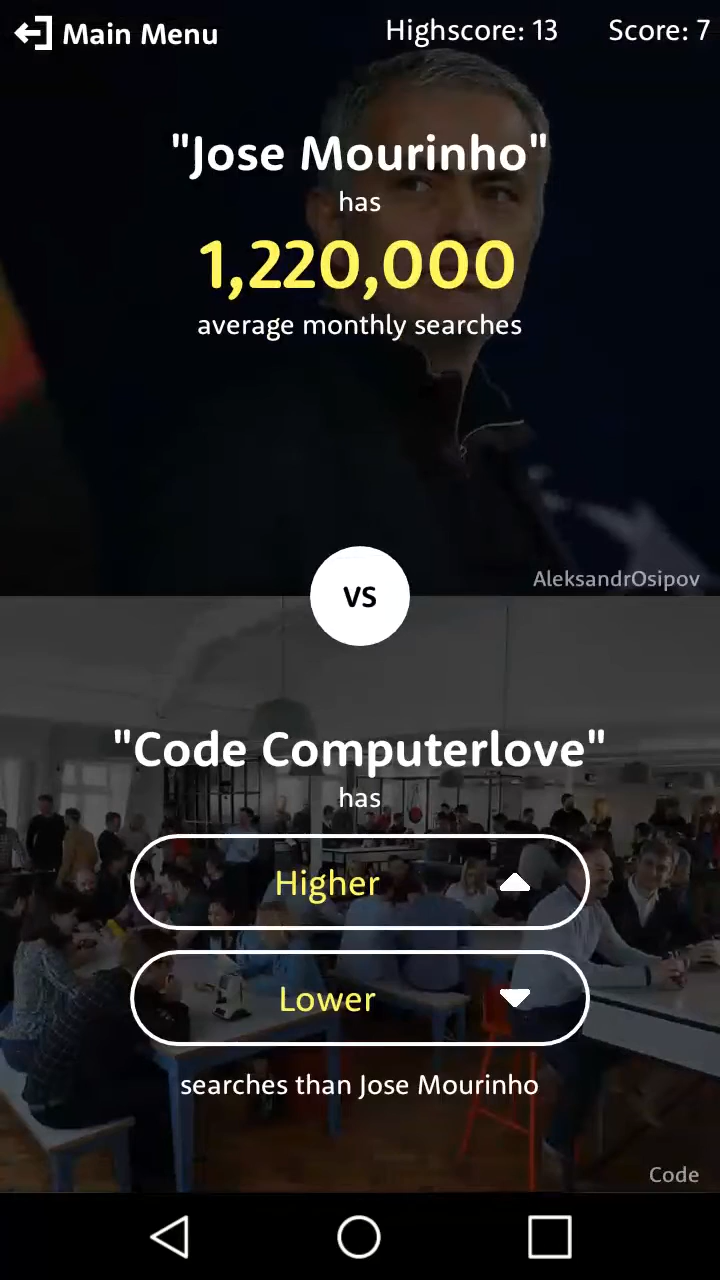 Main Menu
Highscore: 13
Score: 7
"Jose Mourinho"
has
1,220,000
average monthly searches
AleksandrOsipov
VS
"Code Computerlove"
has
Higher
Lower
searches than Jose Mourinho
Code